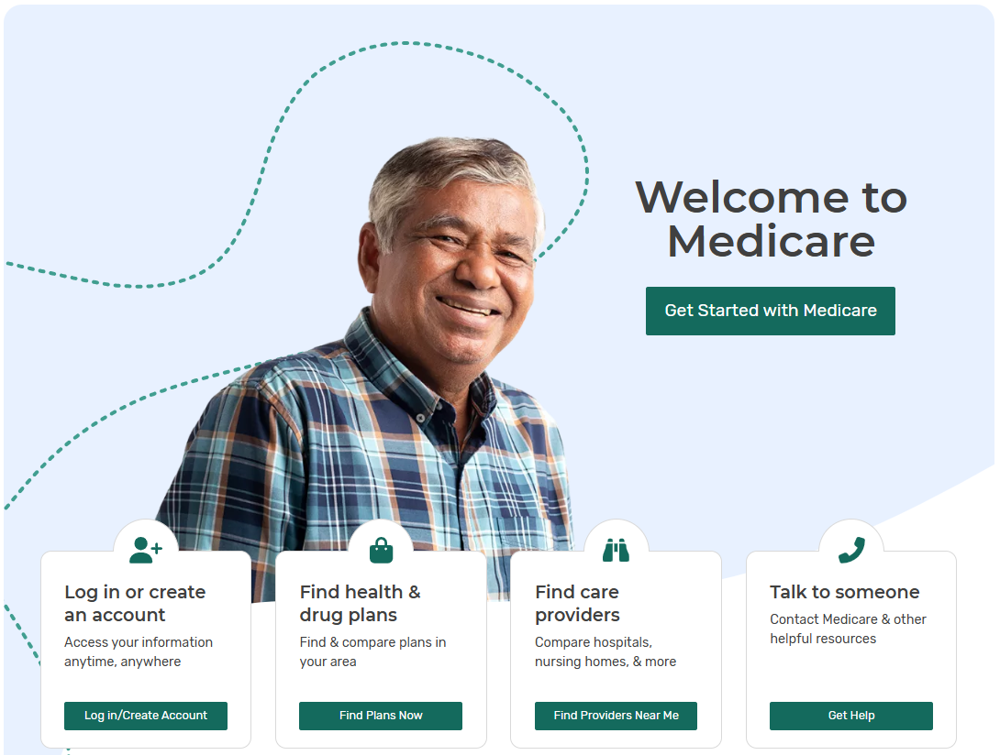 Welcome to
Medicare
Get Started with Medicare
Log in or create
an account
Access your information
anytime, anywhere
Log in/Create Account
Find health &
drug plans
Find & compare plans in
your area
Find Plans Now
Find care
providers
Compare hospitals,
nursing homes, & more
Find Providers Near Me
Talk to someone
Contact Medicare & other
helpful resources
Get Help